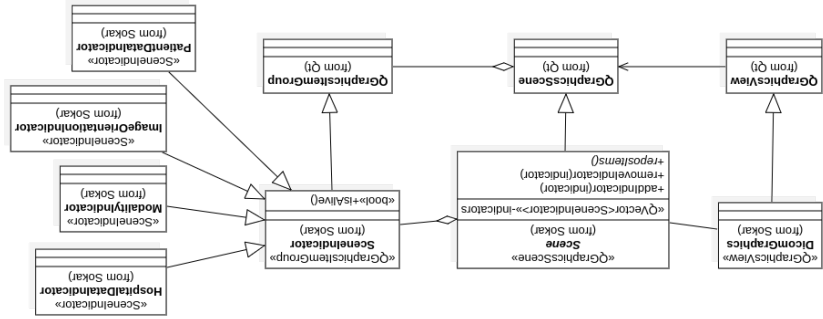 «QGraphicsView»
DicomGraphics
(from Sokar)
«QGraphicsScene»
Scene
(from Sokar)
«QVector<SceneIndicator>»-indicators
+addIndicator(indicator)
+removeIndicator(indicator)
+reposItems()
«QGraphicsItemsGroup»
SceneIndicator
(from Sokar)
«bool»+isAlive()
«SceneIndicator»
HospitalDataIndicator
(from Sokar)
«SceneIndicator»
ModalityIndicator
(from Sokar)
«SceneIndicator»
ImageOrientationIndicator
(from Sokar)
«SceneIndicator»
PatientDataIndicator
(from Sokar)
QGraphicsView
(from Qt)
QGraphicsScene
(from Qt)
QGraphicsItemGroup
(from Qt)